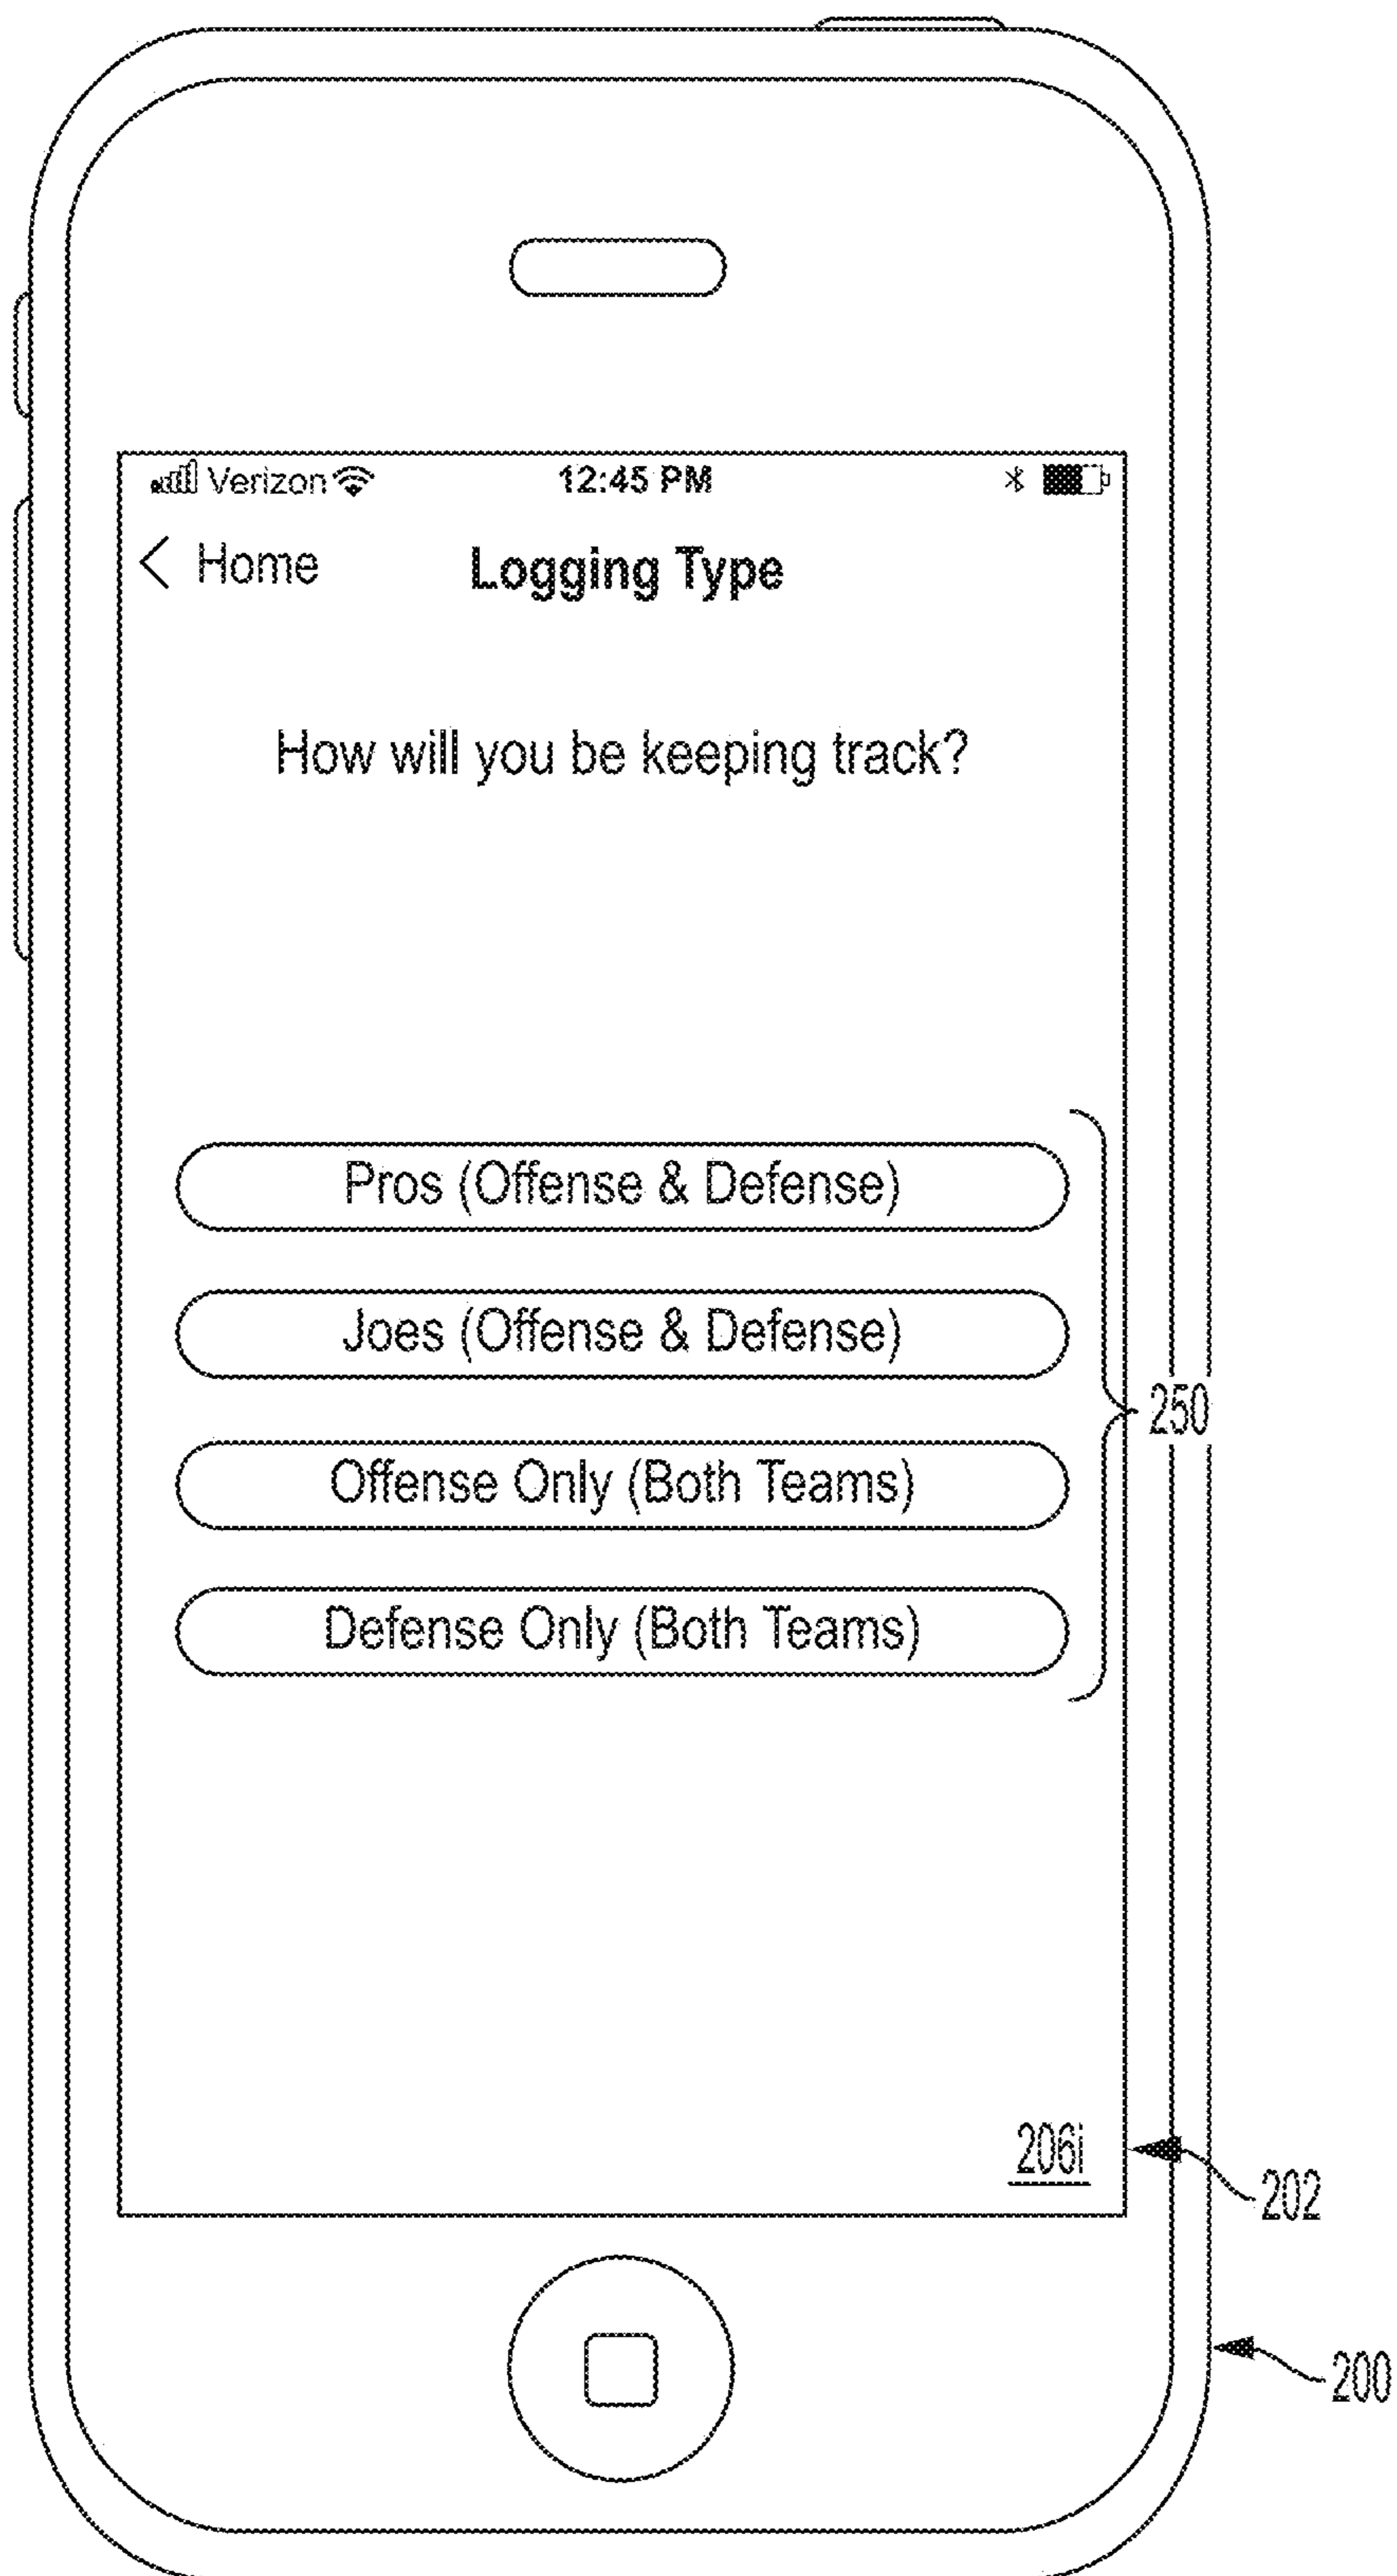 Verizon 12:45 PM
< Home Logging Type
How will you be keeping track?
Pros (Offense & Defense)
Joes (Offense & Defense)
250
Offense Only (Both Teams)
Defense Only (Both Teams)
206i
202
200